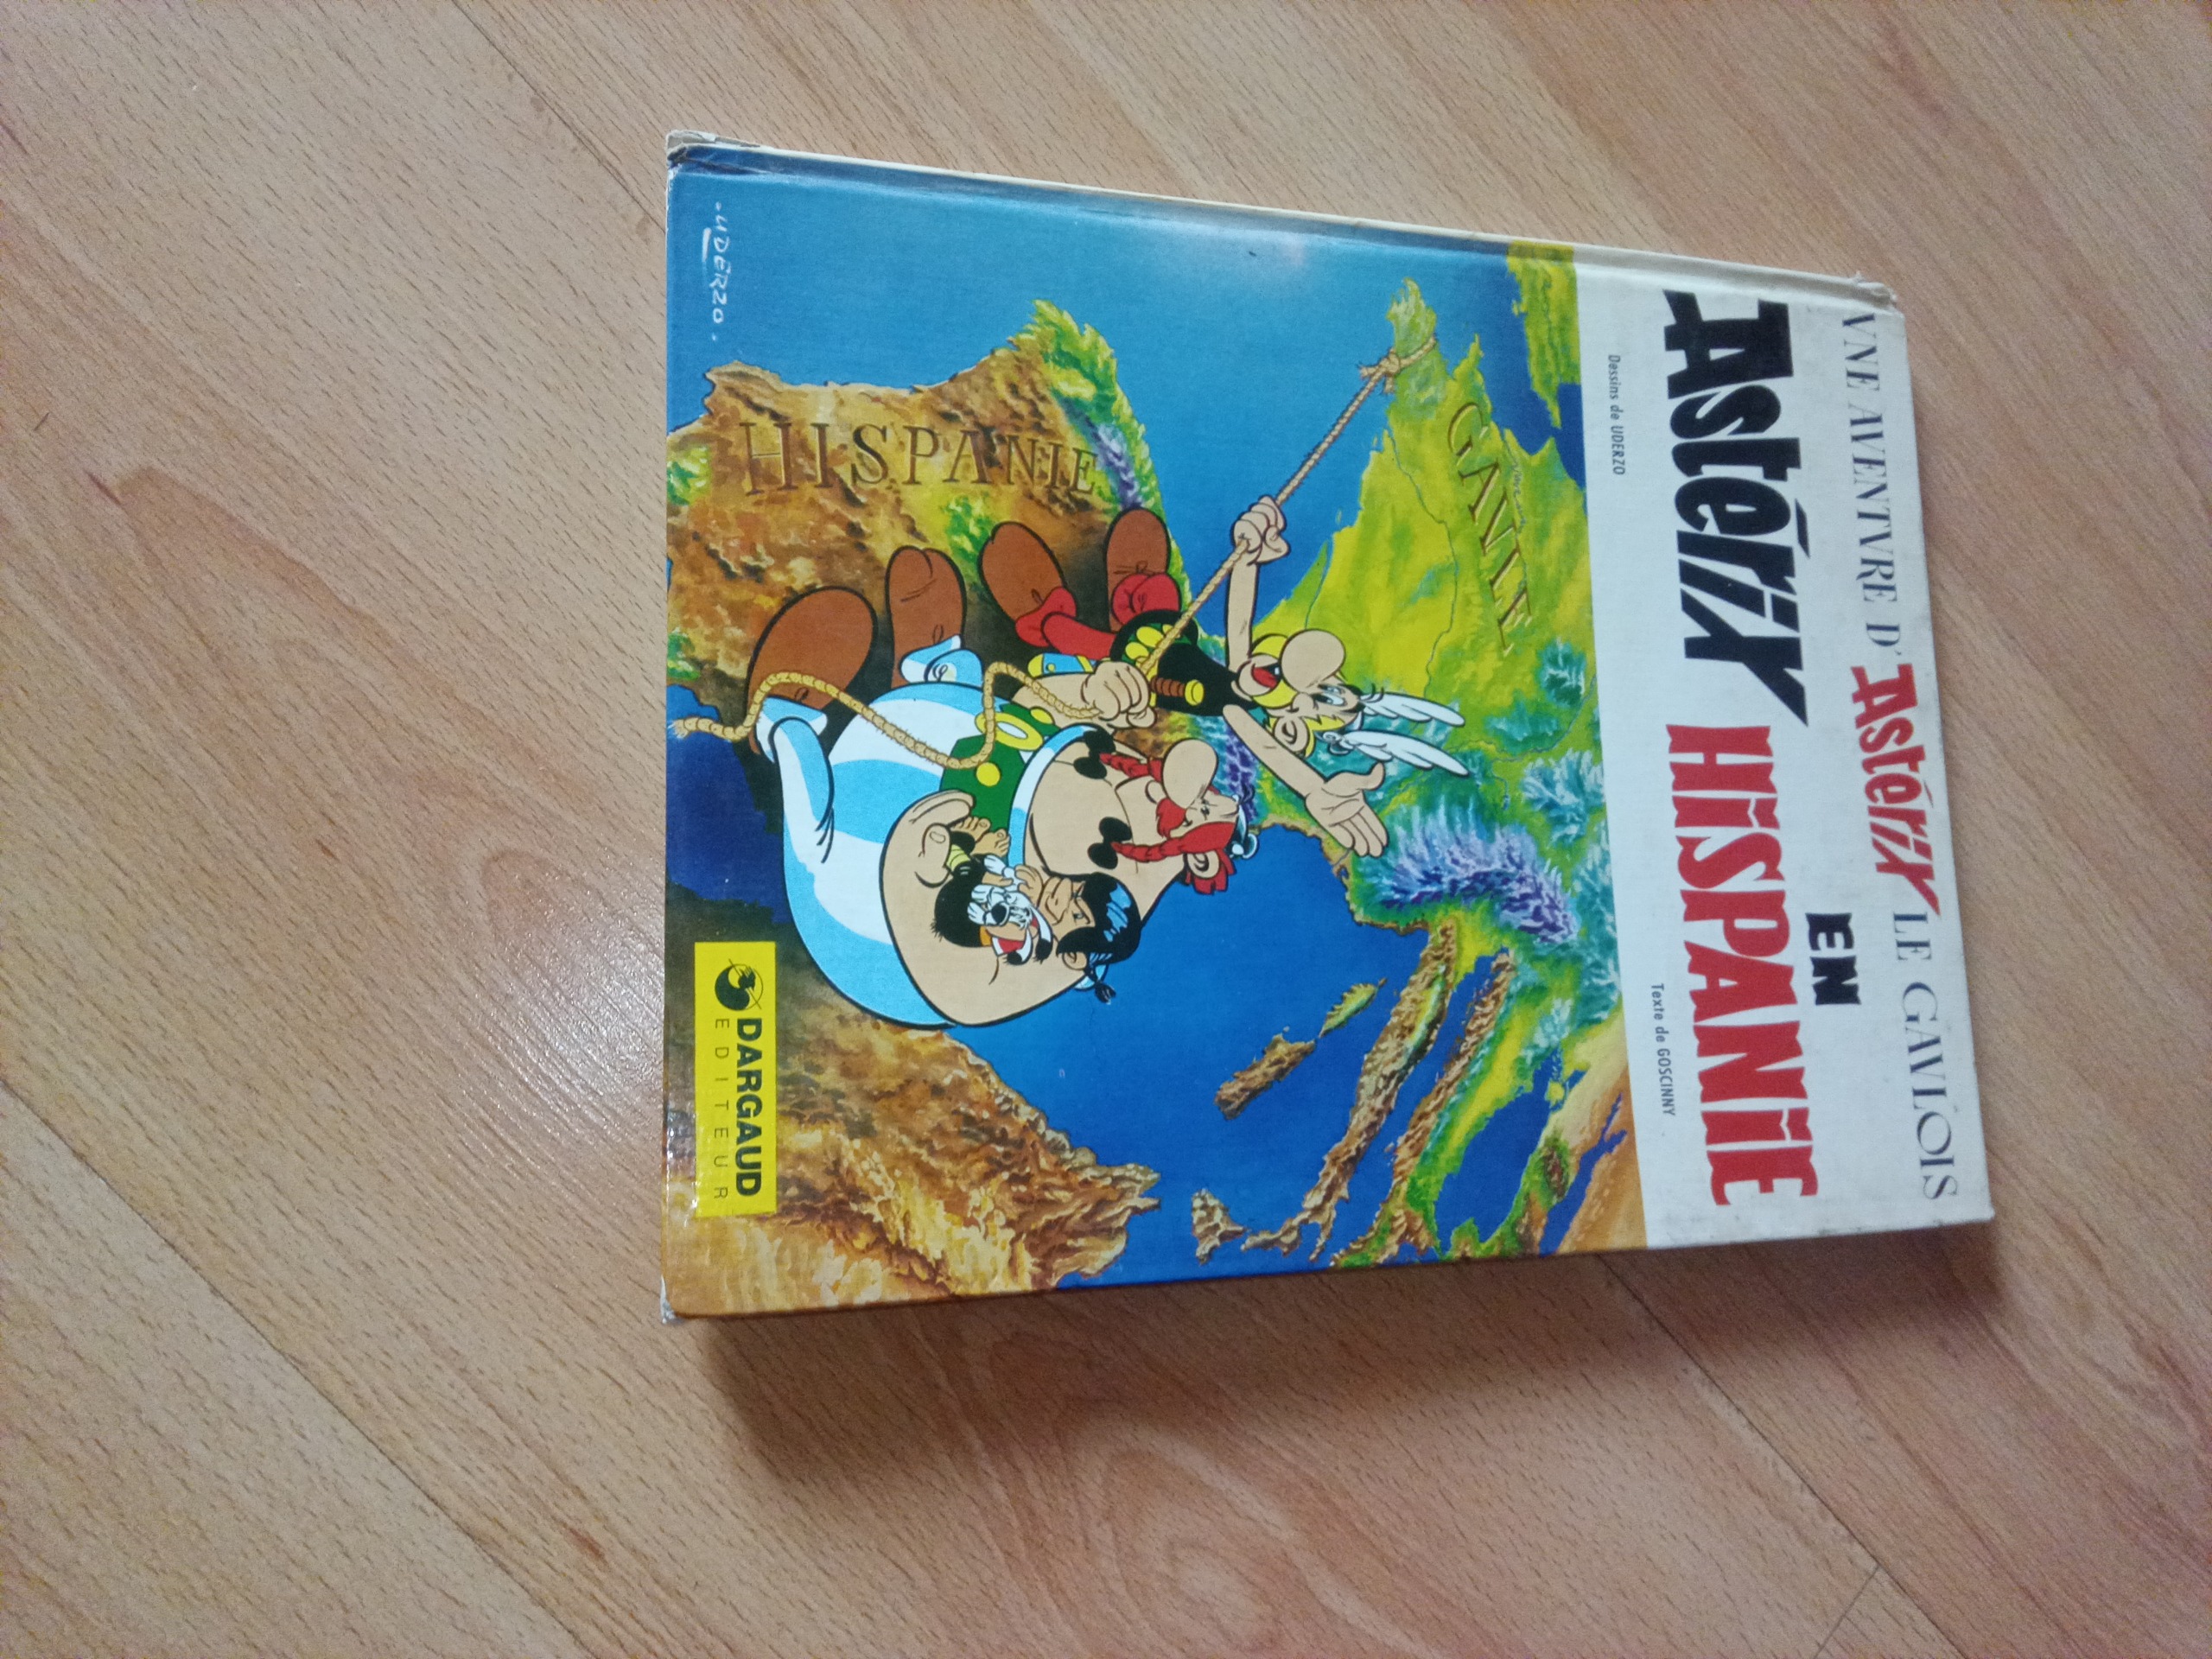 VNE AVENTVRE D'Astérix LE GAVLOIS
Astérix EN
HISPANIE
Dessins de UDERZO
Texte de GOSCINNY
GAVLE
HISPANIE
DARGAUD
EDITEUR
-UDERZO-